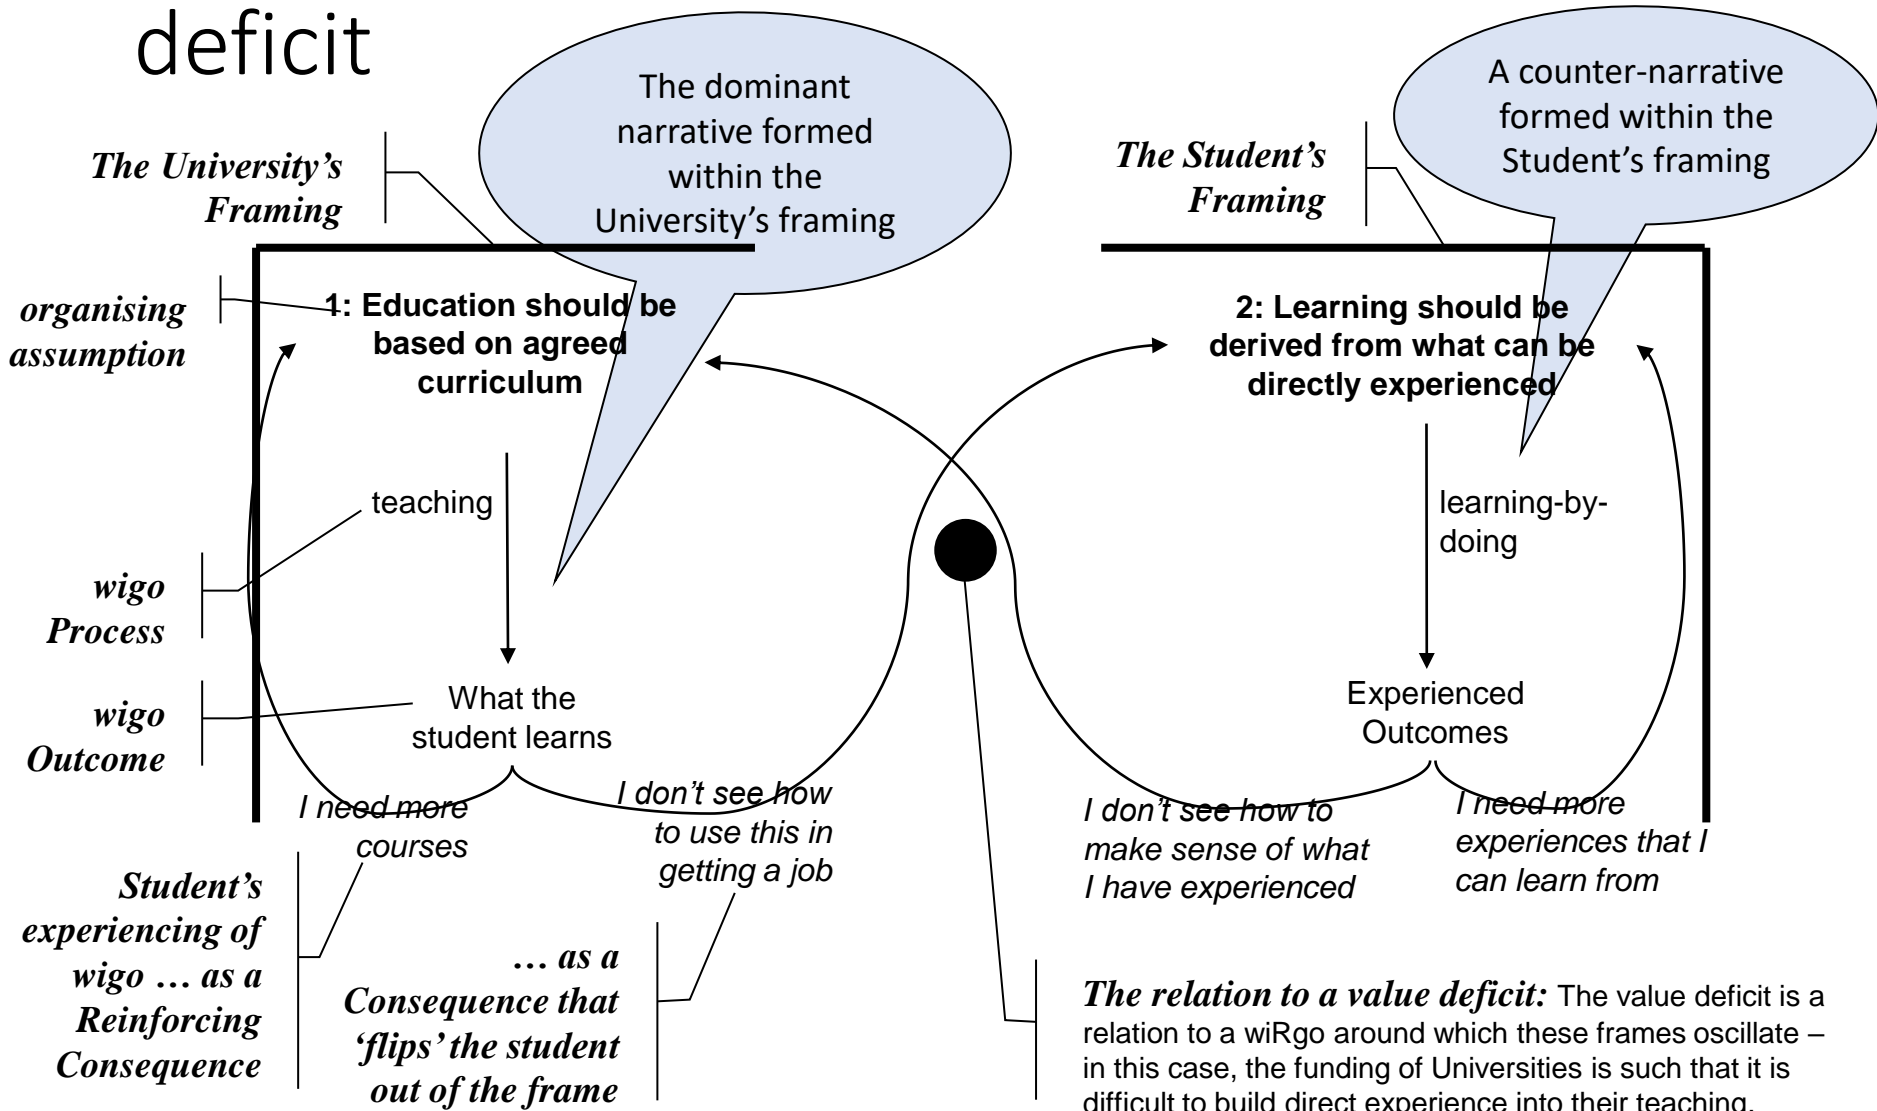 deficit
The dominant
narrative formed
within the
University’s framing
A counter-narrative
formed within the
Student’s framing
The University’s
Framing
The Student’s
Framing
organising
assumption
1: Education should be
based on agreed
curriculum
2: Learning should be
derived from what can be
directly experienced
teaching
learning-by-
doing
wigo
Process
wigo
Outcome
What the
student learns
Experienced
Outcomes
I need more
courses
I don’t see how
to use this in
getting a job
I don’t see how to
make sense of what
I have experienced
I need more
experiences that I
can learn from
Student’s
experiencing of
wigo … as a
Reinforcing
Consequence
… as a
Consequence that
‘flips’ the student
out of the frame
The relation to a value deficit: The value deficit is a
relation to a wiRgo around which these frames oscillate –
in this case, the funding of Universities is such that it is
difficult to build direct experience into their teaching.